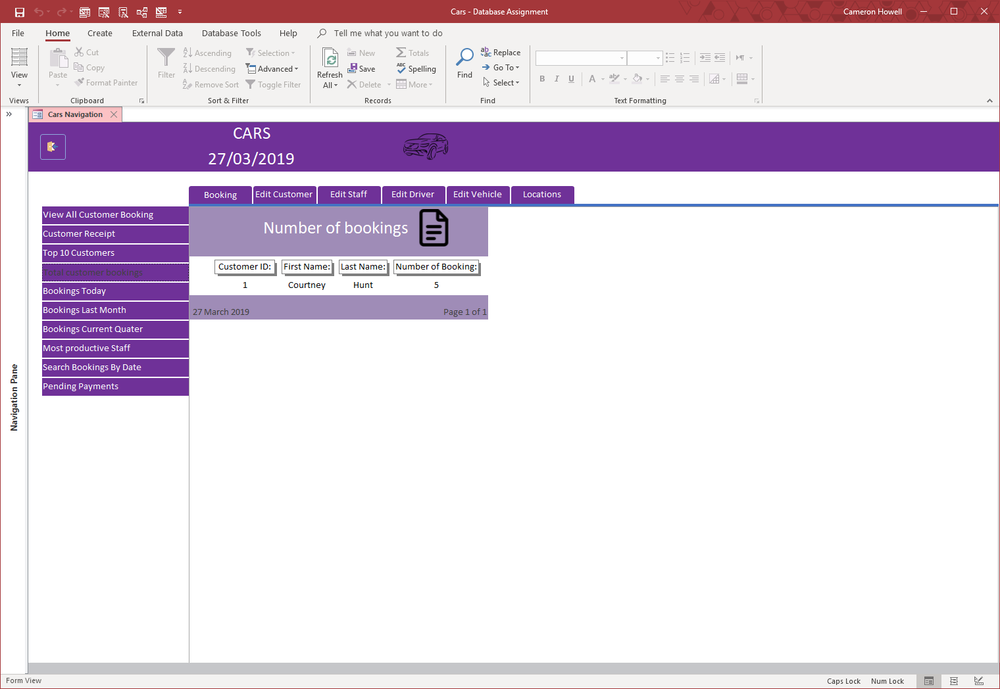 Cars - Database Assignment
Cameron Howell
File Home Create External Data Database Tools Help Tell me what you want to do
View
Views
Paste
Cut
Copy
Format Painter
Clipboard
Filter
Ascending
Descending
Remove Sort
Selection
Advanced
Toggle Filter
Sort & Filter
Refresh
All
New
Save
Delete
Totals
Spelling
More
Records
Find
Replace
Go To
Select
Find
B I U A
Text Formatting
Cars Navigation
CARS
27/03/2019
Booking Edit Customer Edit Staff Edit Driver Edit Vehicle Locations
View All Customer Booking
Customer Receipt
Top 10 Customers
Total customer bookings
Bookings Today
Bookings Last Month
Bookings Current Quater
Most productive Staff
Search Bookings By Date
Pending Payments
Number of bookings
Customer ID: First Name: Last Name: Number of Booking:
1 Courtney Hunt 5
27 March 2019 Page 1 of 1
Navigation Pane
Form View
Caps Lock Num Lock